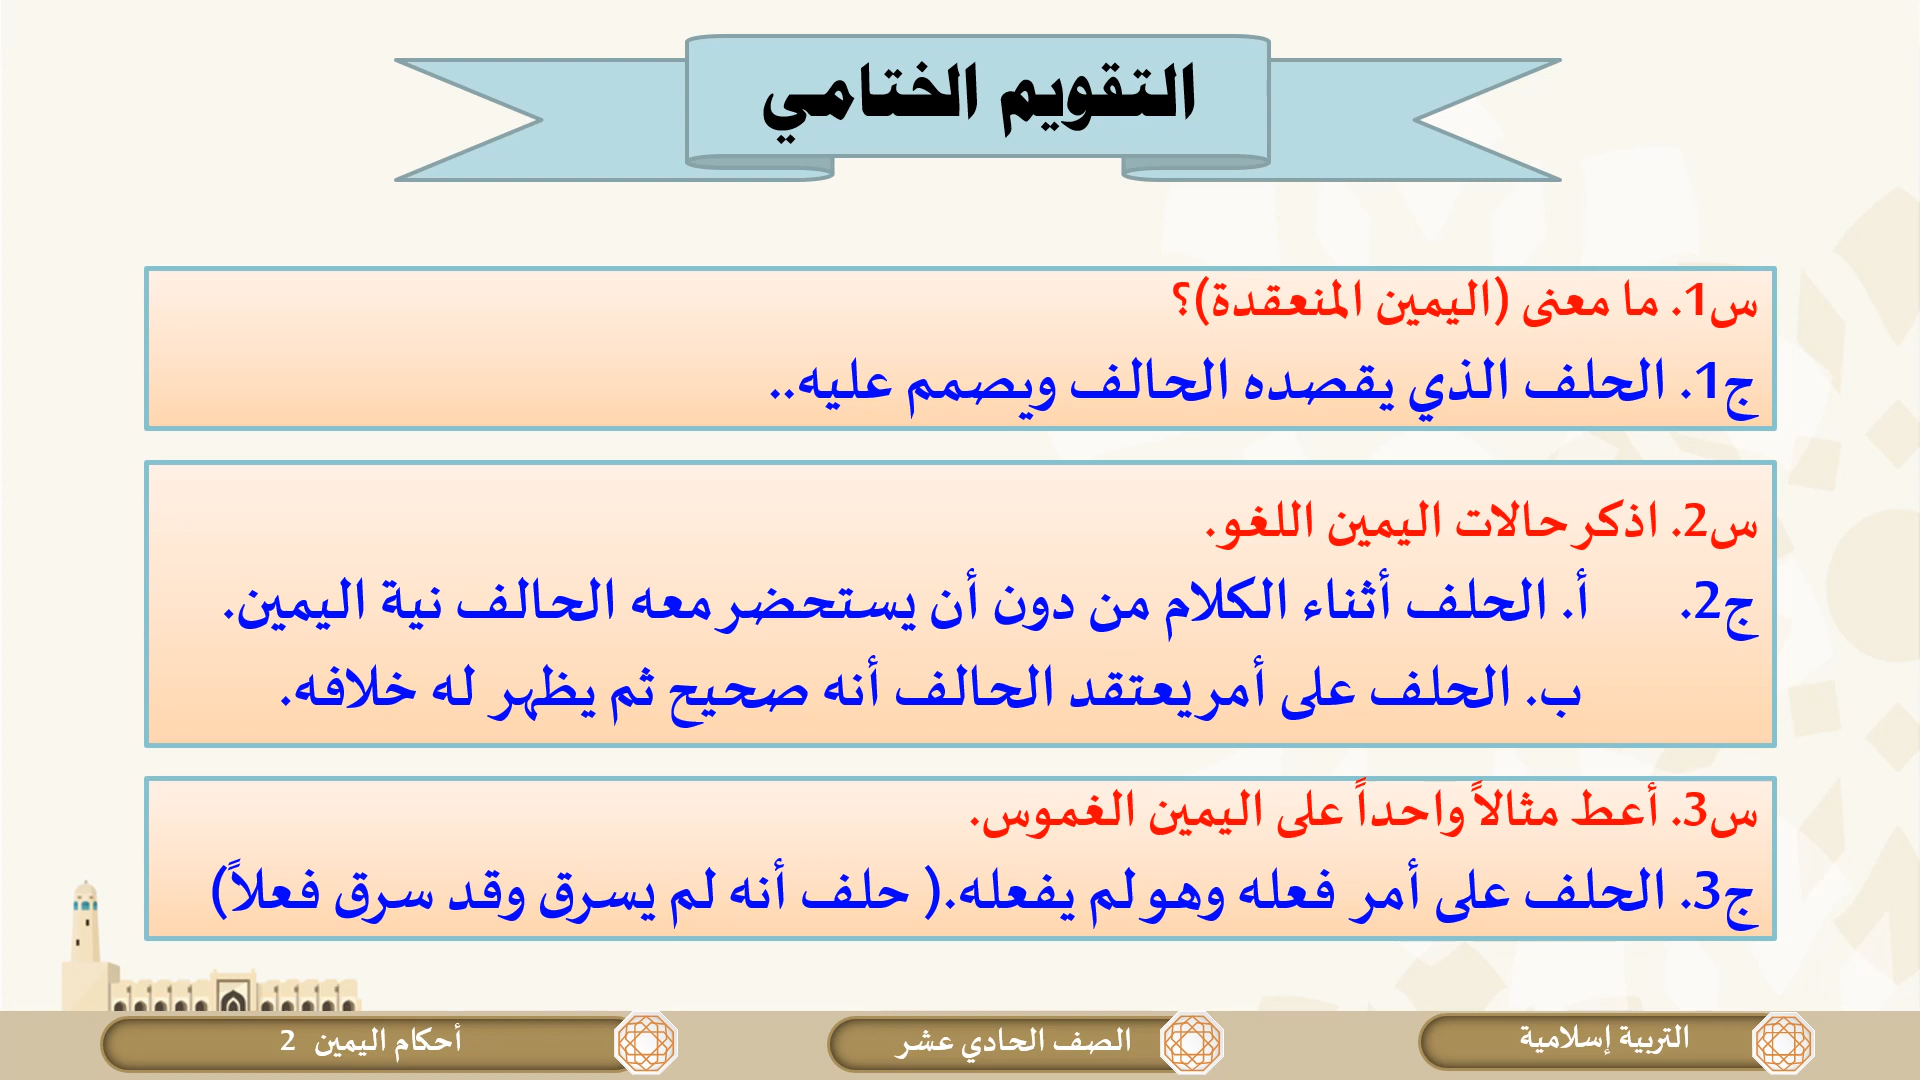 التقويم الختامي
س1. ما معنى (اليمين المنعقدة)؟
ج1. الحلف الذي يقصده الحالف ويصمم عليه..
س2. اذكر حالات اليمين اللغو.
ج2. أ. الحلف أثناء الكلام من دون أن يستحضر معه الحالف نية اليمين.
ب. الحلف على أمر يعتقد الحالف أنه صحيح ثم يظهر له خلافه.
س3. أعط مثالاً واحداً على اليمين الغموس.
ج3. الحلف على أمر فعله وهو لم يفعله.( حلف أنه لم يسرق وقد سرق فعلاً)
التربية إسلامية
الصف الحادي عشر
أحكام اليمين 2